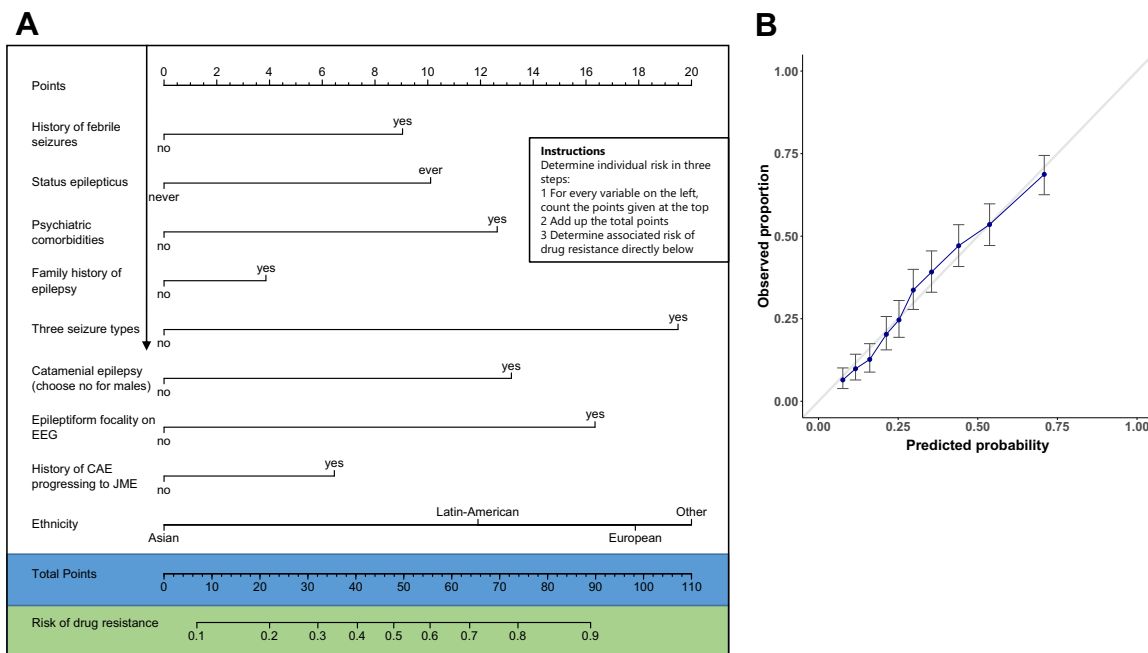 A
0 2 4 6 8 10 12 14 16 18 20
Points
History of febrile
seizures
yes
no
Status epilepticus
ever
never
Psychiatric
comorbidities
yes
no
Family history of
epilepsy
yes
no
Three seizure types
yes
no
Catamenial epilepsy
(choose no for males)
yes
no
Epileptiform focality on
EEG
yes
no
History of CAE
progressing to JME
yes
no
Ethnicity
Latin-American Other
Asian European
Total Points
0 10 20 30 40 50 60 70 80 90 100 110
Risk of drug resistance
0.1 0.2 0.3 0.4 0.5 0.6 0.7 0.8 0.9
Instructions
Determine individual risk in three
steps:
1 For every variable on the left,
count the points given at the top
2 Add up the total points
3 Determine associated risk of
drug resistance directly below
B
Observed proportion
1.00
0.75
0.50
0.25
0.00
0.00 0.25 0.50 0.75 1.00
Predicted probability